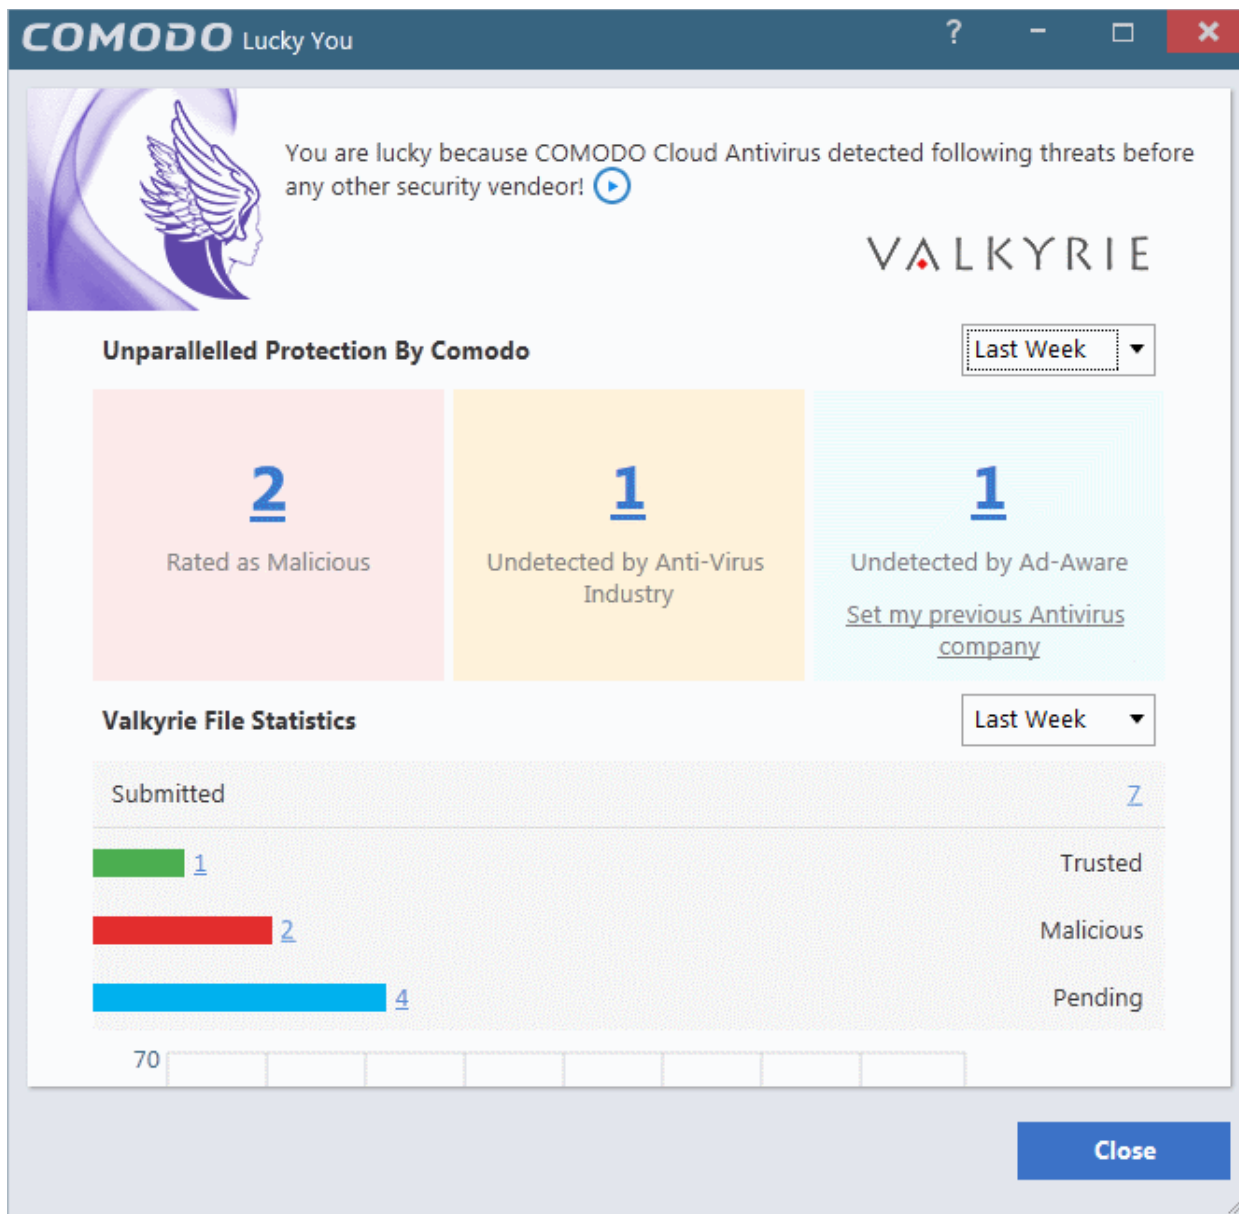 COMODO Lucky You
?
You are lucky because COMODO Cloud Antivirus detected following threats before
any other security vendeor!
VALKYRIE
Unparallelled Protection By Comodo
Last Week
2
Rated as Malicious
1
Undetected by Anti-Virus
Industry
1
Undetected by Ad-Aware
Set my previous Antivirus
company
Valkyrie File Statistics
Last Week
Submitted
7
1
Trusted
2
Malicious
4
Pending
70
Close